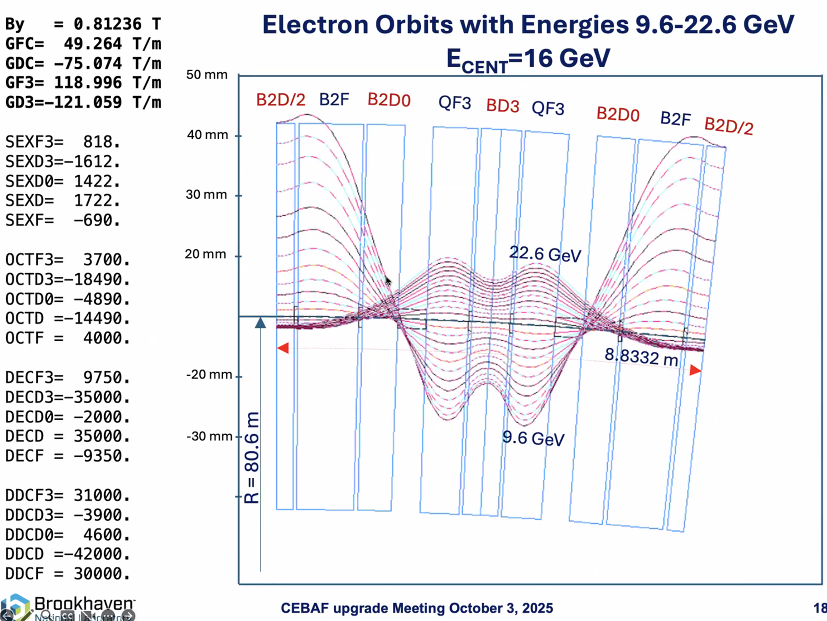 Electron Orbits with Energies 9.6-22.6 GeV
E_CENT=16 GeV
By   = 0.81236 T
GFC=  49.264 T/m
GDC= -75.074 T/m
GF3= 118.996 T/m
GD3=-121.059 T/m
SEXF3=  818.
SEXD3=-1612.
SEXD0= 1422.
SEXD=  1722.
SEXF=  -690.
OCTF3=  3700.
OCTD3=-18490.
OCTD0= -4890.
OCTD =-14490.
OCTF =  4000.
DECF3=  9750.
DECD3=-35000.
DECD0= -2000.
DECD = 35000.
DECF = -9350.
DDCF3= 31000.
DDCD3= -3900.
DDCD0=  4600.
DDCD =-42000.
DDCF = 30000.
50 mm
40 mm
30 mm
20 mm
-20 mm
-30 mm
B2D/2 B2F B2D0 QF3 BD3 QF3 B2D0 B2F B2D/2
22.6 GeV
8.8332 m
9.6 GeV
R = 80.6 m
Brookhaven
CEBAF upgrade Meeting October 3, 2025
18